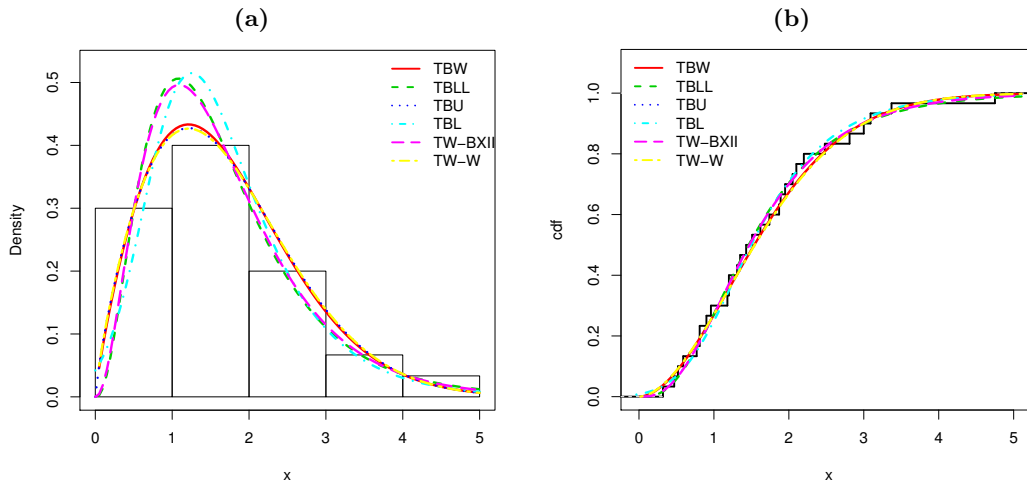 (a)
Density
0.5
0.4
0.3
0.2
0.1
0.0
0 1 2 3 4 5
x
TBW
TBLL
TBU
TBL
TW−BXII
TW−W
(b)
cdf
1.0
0.8
0.6
0.4
0.2
0.0
0 1 2 3 4 5
x
TBW
TBLL
TBU
TBL
TW−BXII
TW−W